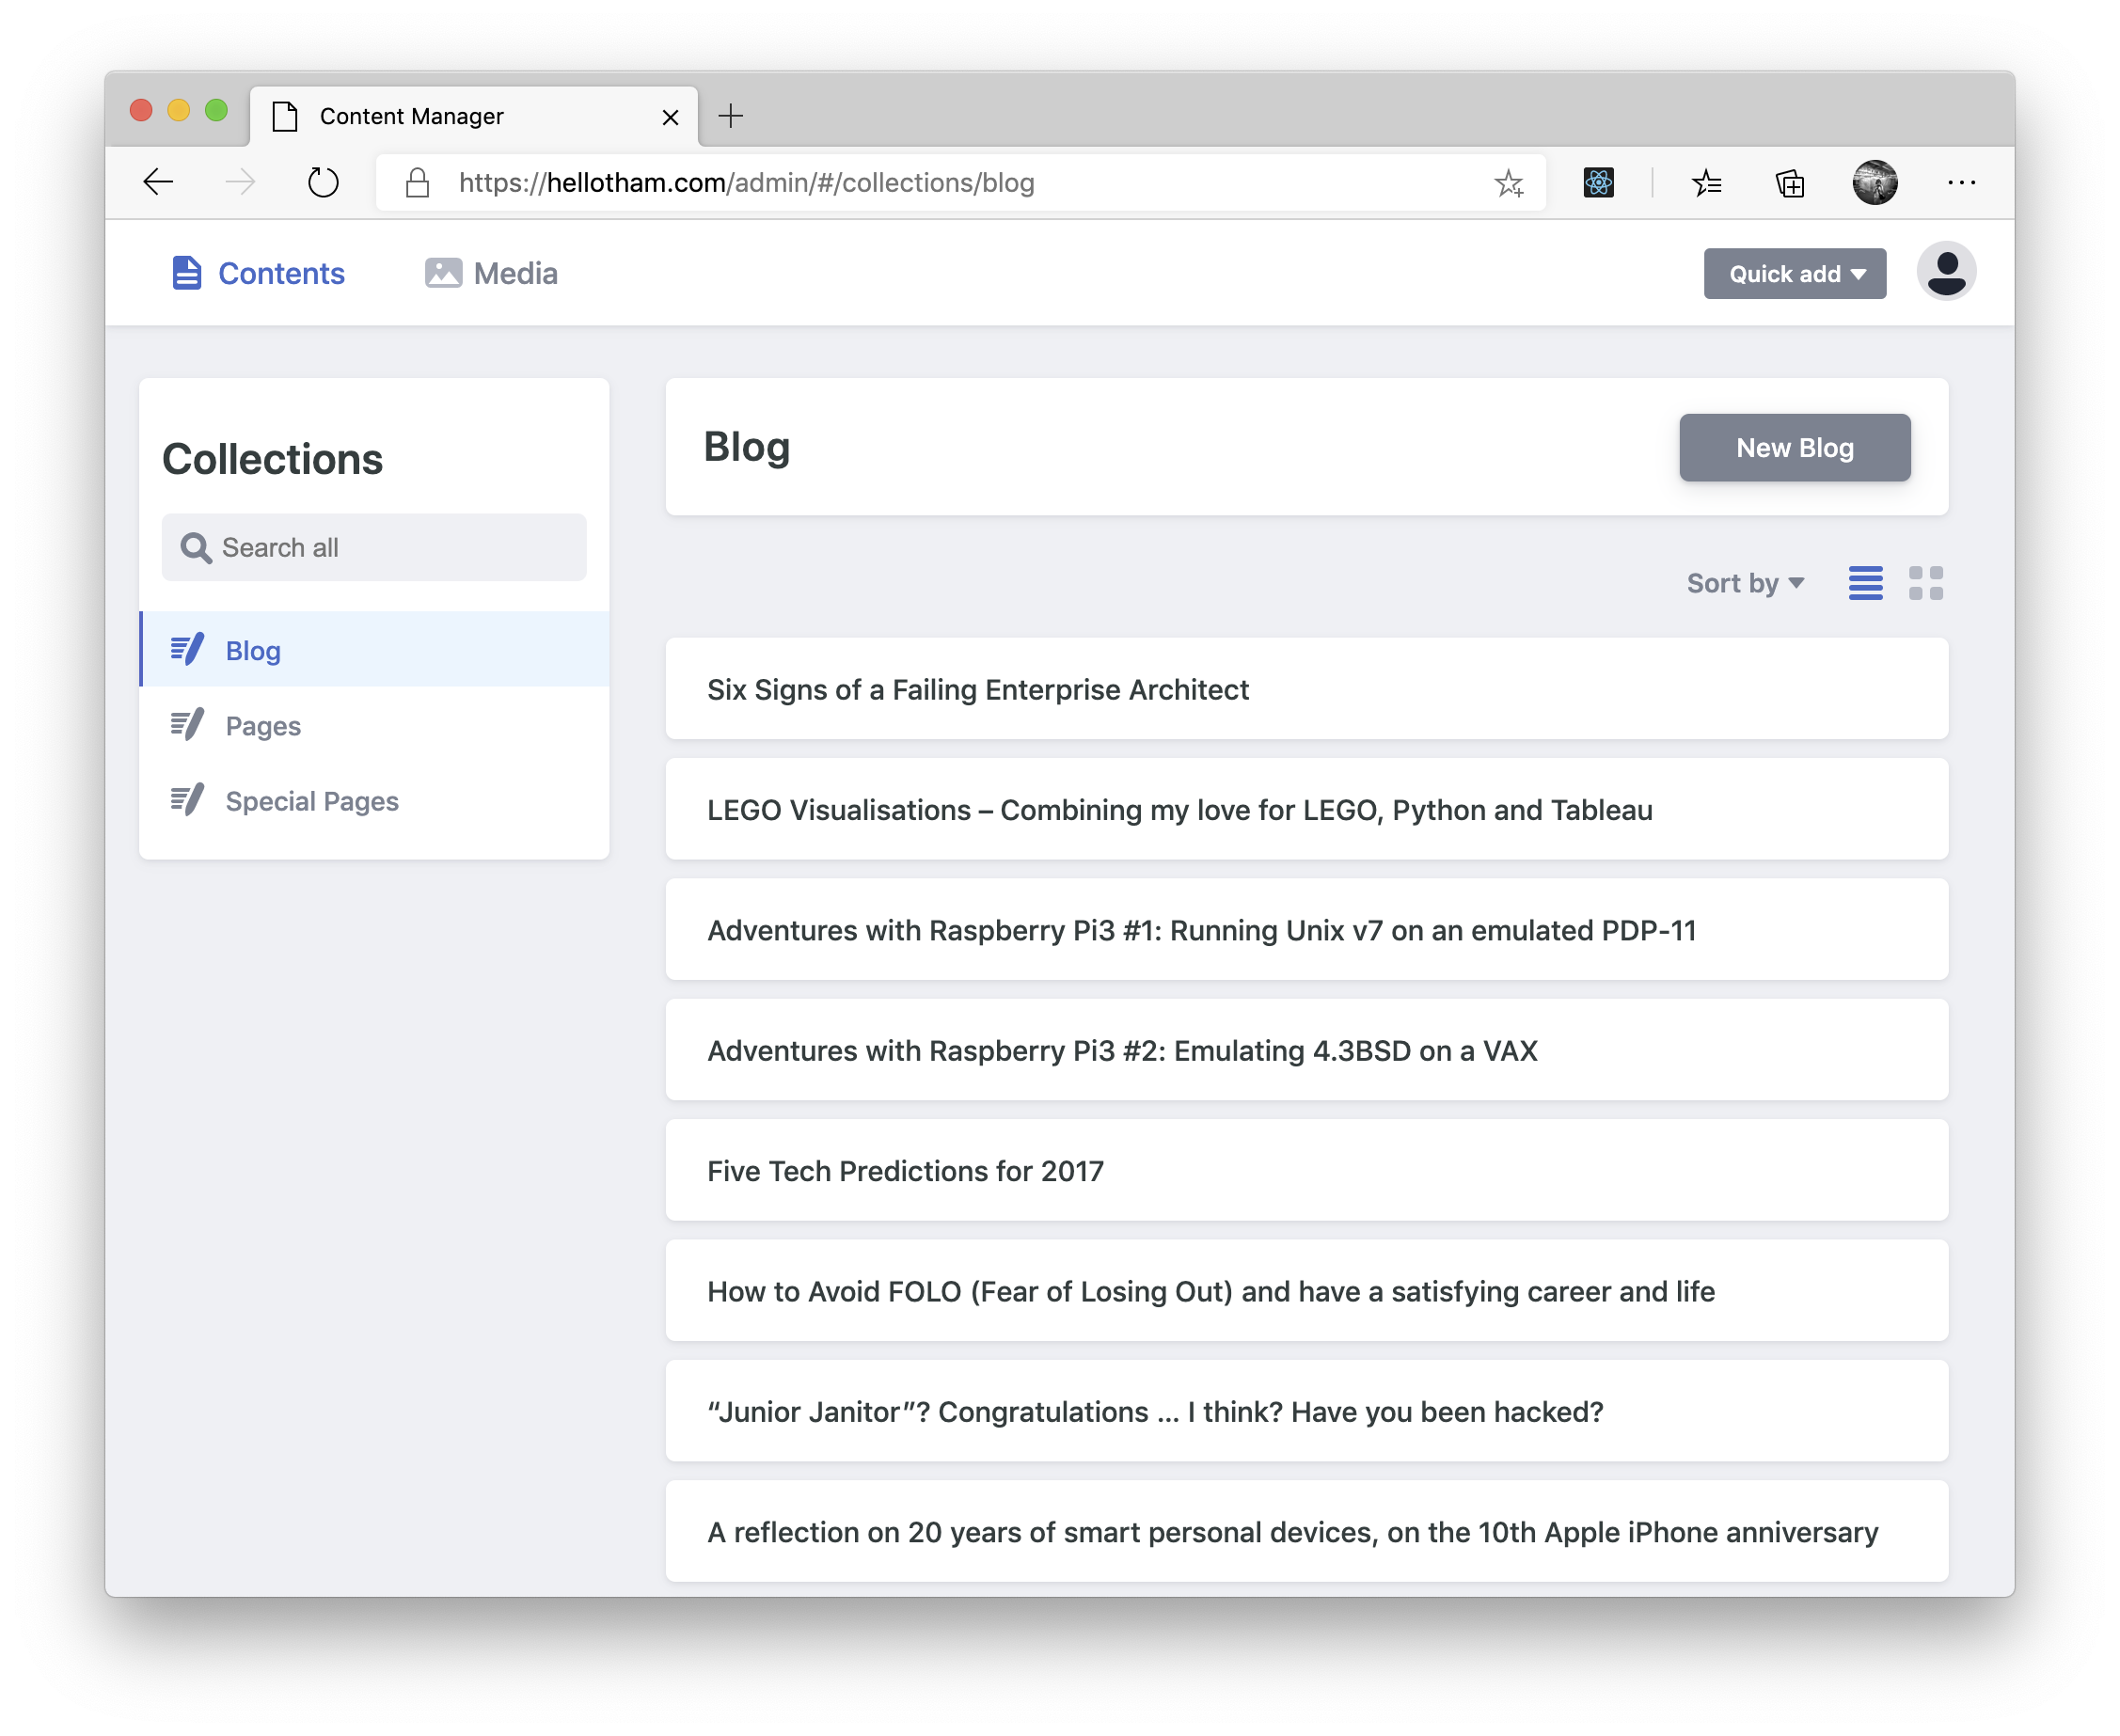 Content Manager
https://hellotham.com/admin/#/collections/blog
Contents
Media
Quick add
Collections
Search all
Blog
Pages
Special Pages
Blog
New Blog
Sort by
Six Signs of a Failing Enterprise Architect
LEGO Visualisations – Combining my love for LEGO, Python and Tableau
Adventures with Raspberry Pi3 #1: Running Unix v7 on an emulated PDP-11
Adventures with Raspberry Pi3 #2: Emulating 4.3BSD on a VAX
Five Tech Predictions for 2017
How to Avoid FOLO (Fear of Losing Out) and have a satisfying career and life
“Junior Janitor”? Congratulations ... I think? Have you been hacked?
A reflection on 20 years of smart personal devices, on the 10th Apple iPhone anniversary